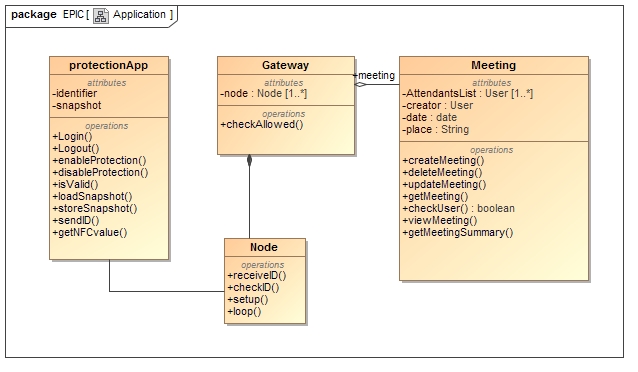 package EPIC [ Application ]
protectionApp
attributes
-identifier
-snapshot
operations
+Login()
+Logout()
+enableProtection()
+disableProtection()
+isValid()
+loadSnapshot()
+storeSnapshot()
+sendID()
+getNFCvalue()
Gateway
attributes
-node : Node [1..*]
operations
+checkAllowed()
+meeting
Meeting
attributes
-AttendantsList : User [1..*]
-creator : User
-date : date
-place : String
operations
+createMeeting()
+deleteMeeting()
+updateMeeting()
+getMeeting()
+checkUser() : boolean
+viewMeeting()
+getMeetingSummary()
Node
operations
+receiveID()
+checkID()
+setup()
+loop()